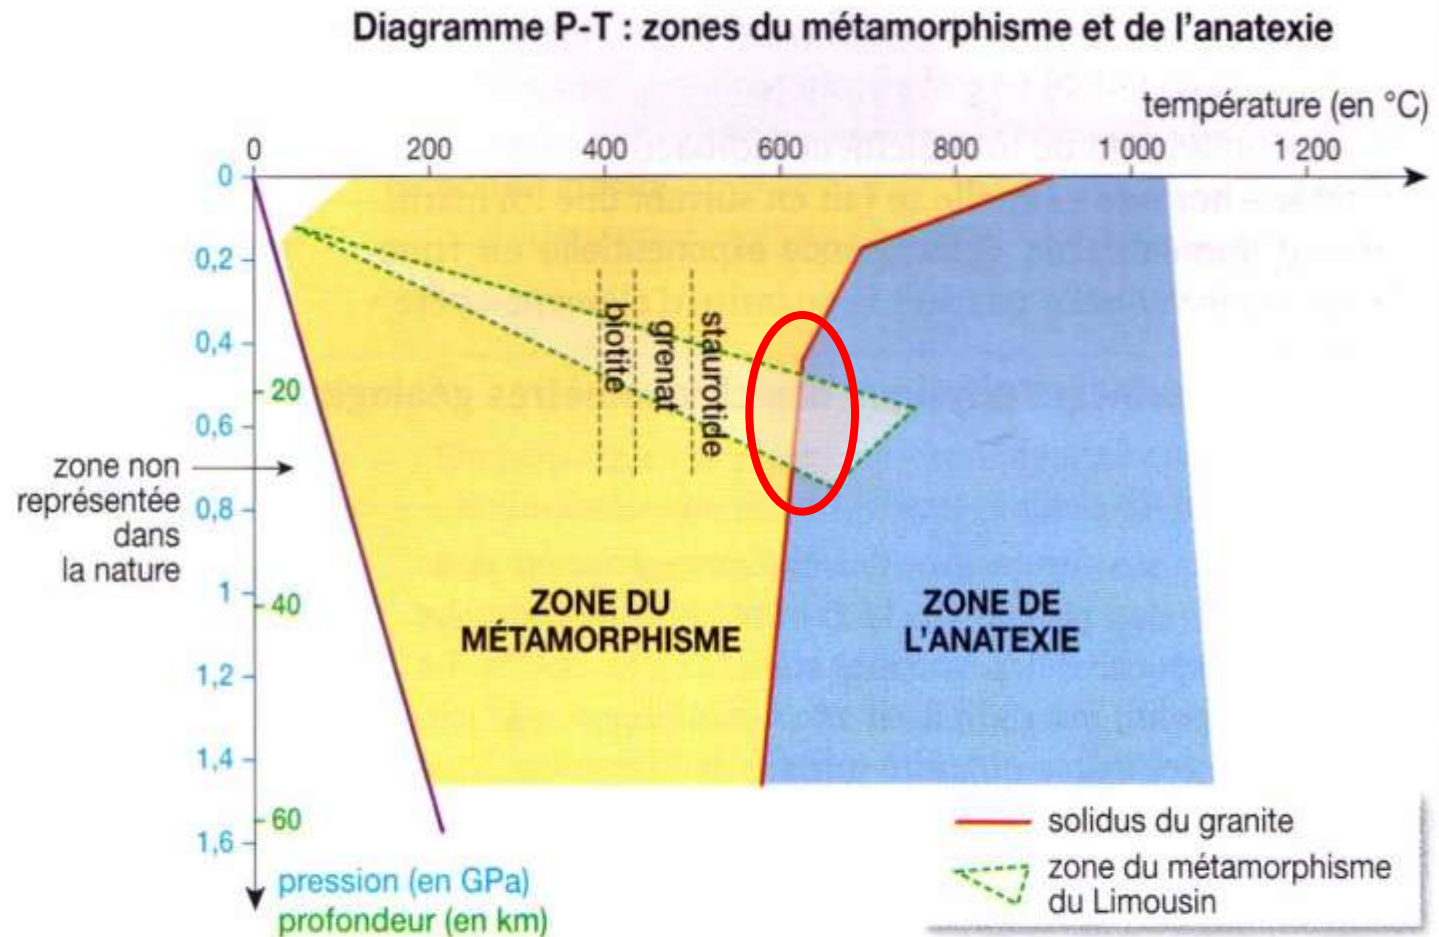 Diagramme P-T : zones du métamorphisme et de l'anatexie
température (en °C)
0 200 400 600 800 1 000 1 200
0
0,2
0,4
20
0,6
zone non
représentée
dans
la nature
0,8
1
40
1,2
1,4
60
1,6
biotite
grenat
staurotide
ZONE DU
MÉTAMORPHISME
ZONE DE
L'ANATEXIE
pression (en GPa)
profondeur (en km)
solidus du granite
zone du métamorphisme
du Limousin